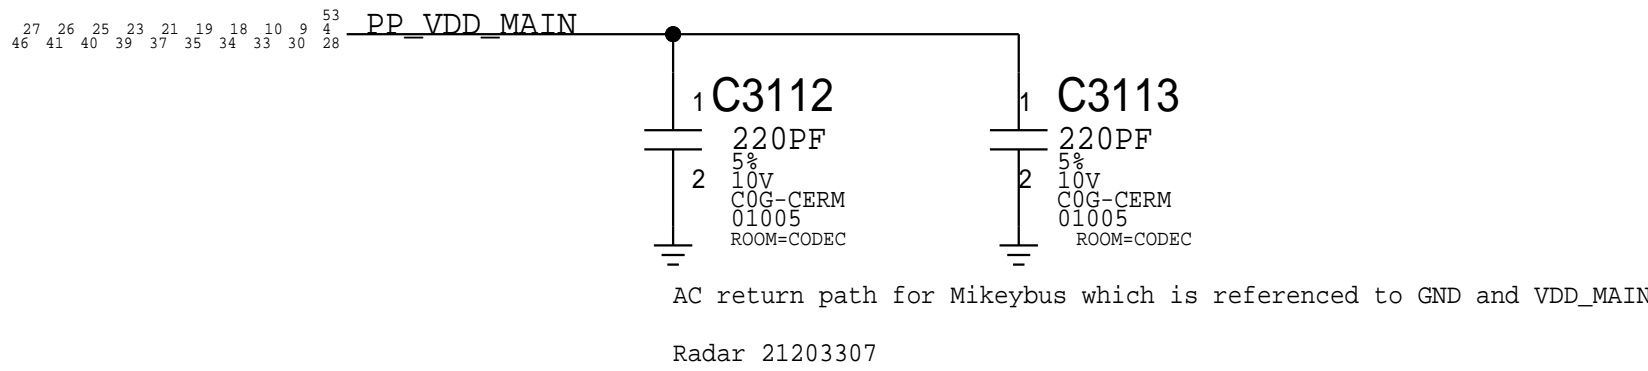 53
27 26 25 23 21 19 18 10 9 4
46 41 40 39 37 35 34 33 30 28
PP_VDD_MAIN
1 C3112
220PF
5%
2 10V
C0G-CERM
01005
ROOM=CODEC
1 C3113
220PF
5%
2 10V
C0G-CERM
01005
ROOM=CODEC
AC return path for Mikeybus which is referenced to GND and VDD_MAIN
Radar 21203307